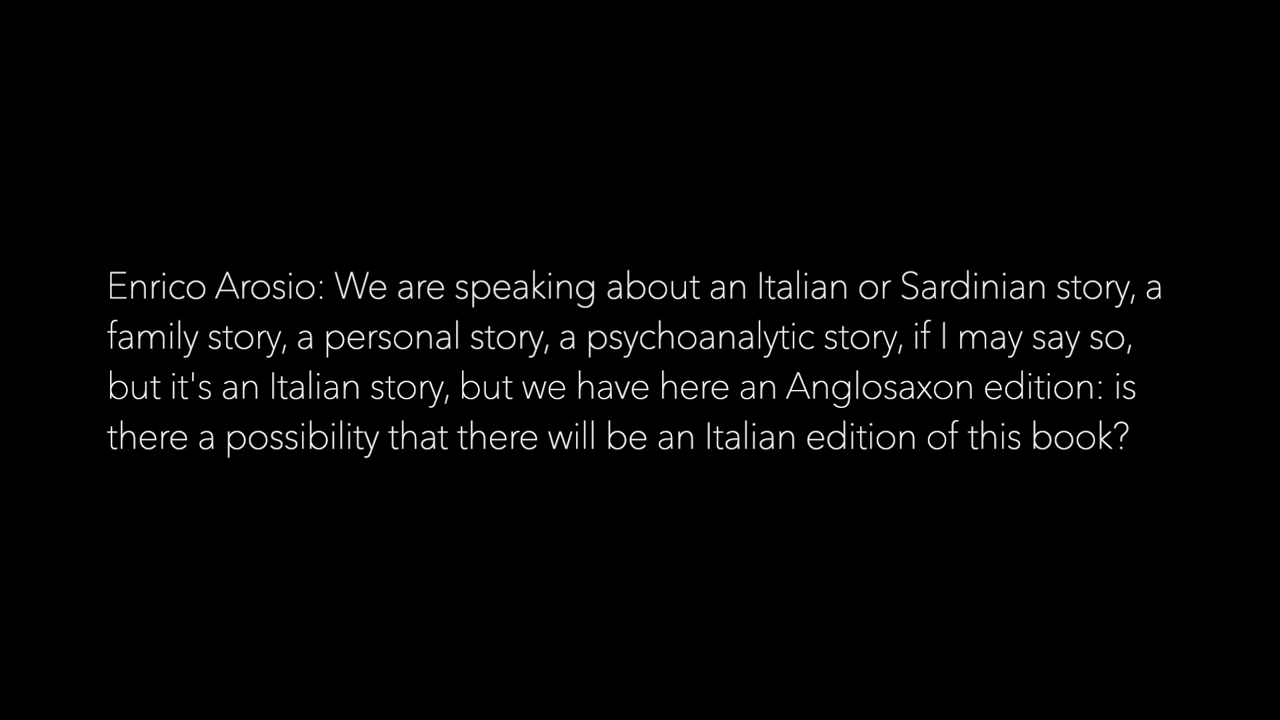 Enrico Arosio: We are speaking about an Italian or Sardinian story, a
family story, a personal story, a psychoanalytic story, if I may say so,
but it's an Italian story, but we have here an Anglosaxon edition: is
there a possibility that there will be an Italian edition of this book?